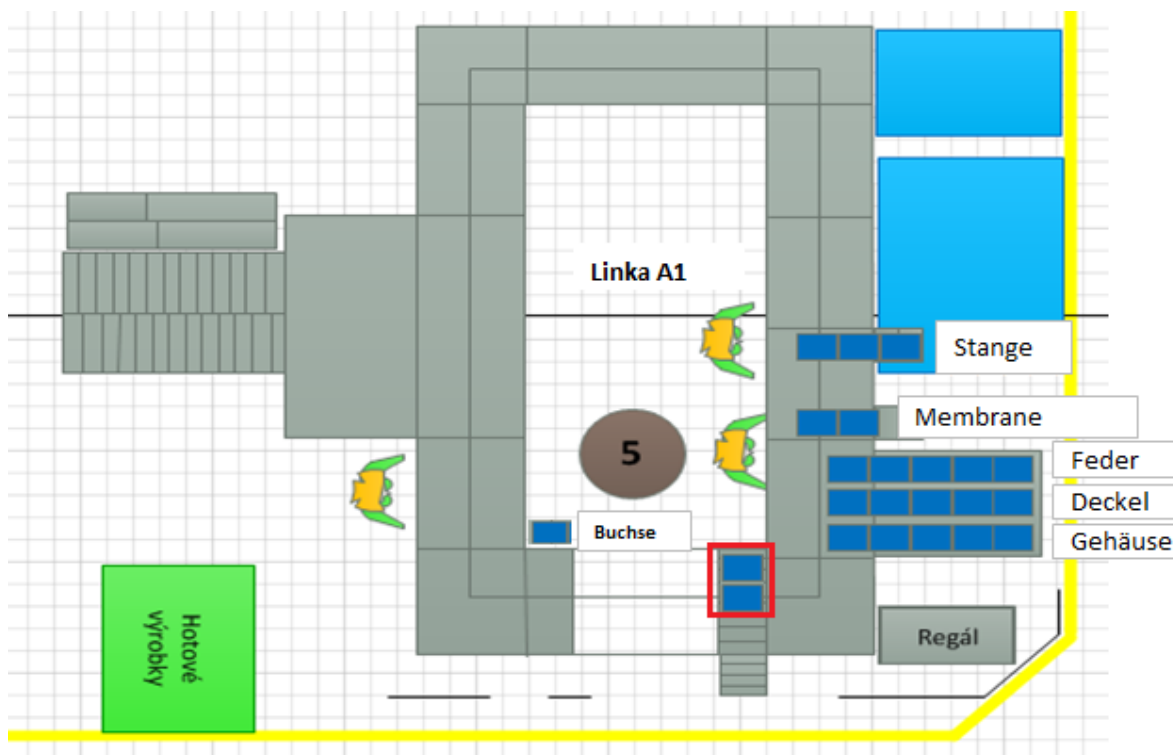 Linka A1
Stange
Membrane
5
Feder
Deckel
Buchse
Gehäuse
Hotové
výrobky
Regál